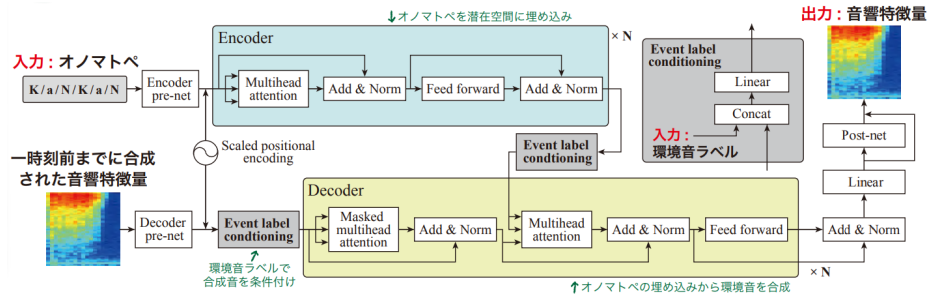 ↓オノマトペを潜在空間に埋め込み
出力 : 音響特徴量
Encoder
× N
入力 : オノマトペ
K / a / N / K / a / N
Encoder
pre-net
Multihead
attention
Add & Norm
Feed forward
Add & Norm
Event label
conditioning
Linear
Concat
入力 :
環境音ラベル
Scaled positional
encoding
Event label
condtioning
Post-net
Linear
一時刻前までに合成
された音響特徴量
Decoder
Decoder
pre-net
Event label
condtioning
Masked
multihead
attention
Add & Norm
Multihead
attention
Add & Norm
Feed forward
Add & Norm
× N
↑
環境音ラベルで
合成音を条件付け
↑オノマトペの埋め込みから環境音を合成